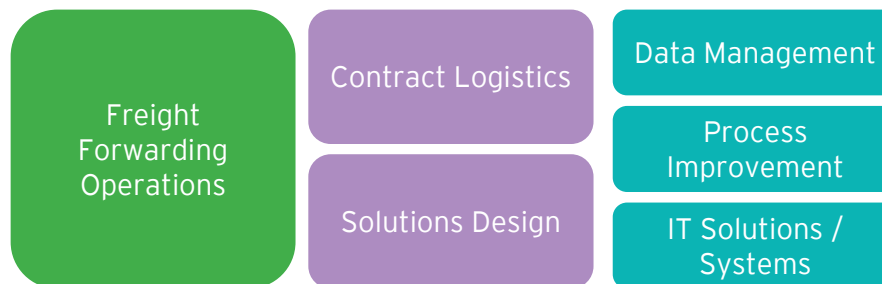 Freight
Forwarding
Operations
Contract Logistics
Solutions Design
Data Management
Process
Improvement
IT Solutions /
Systems